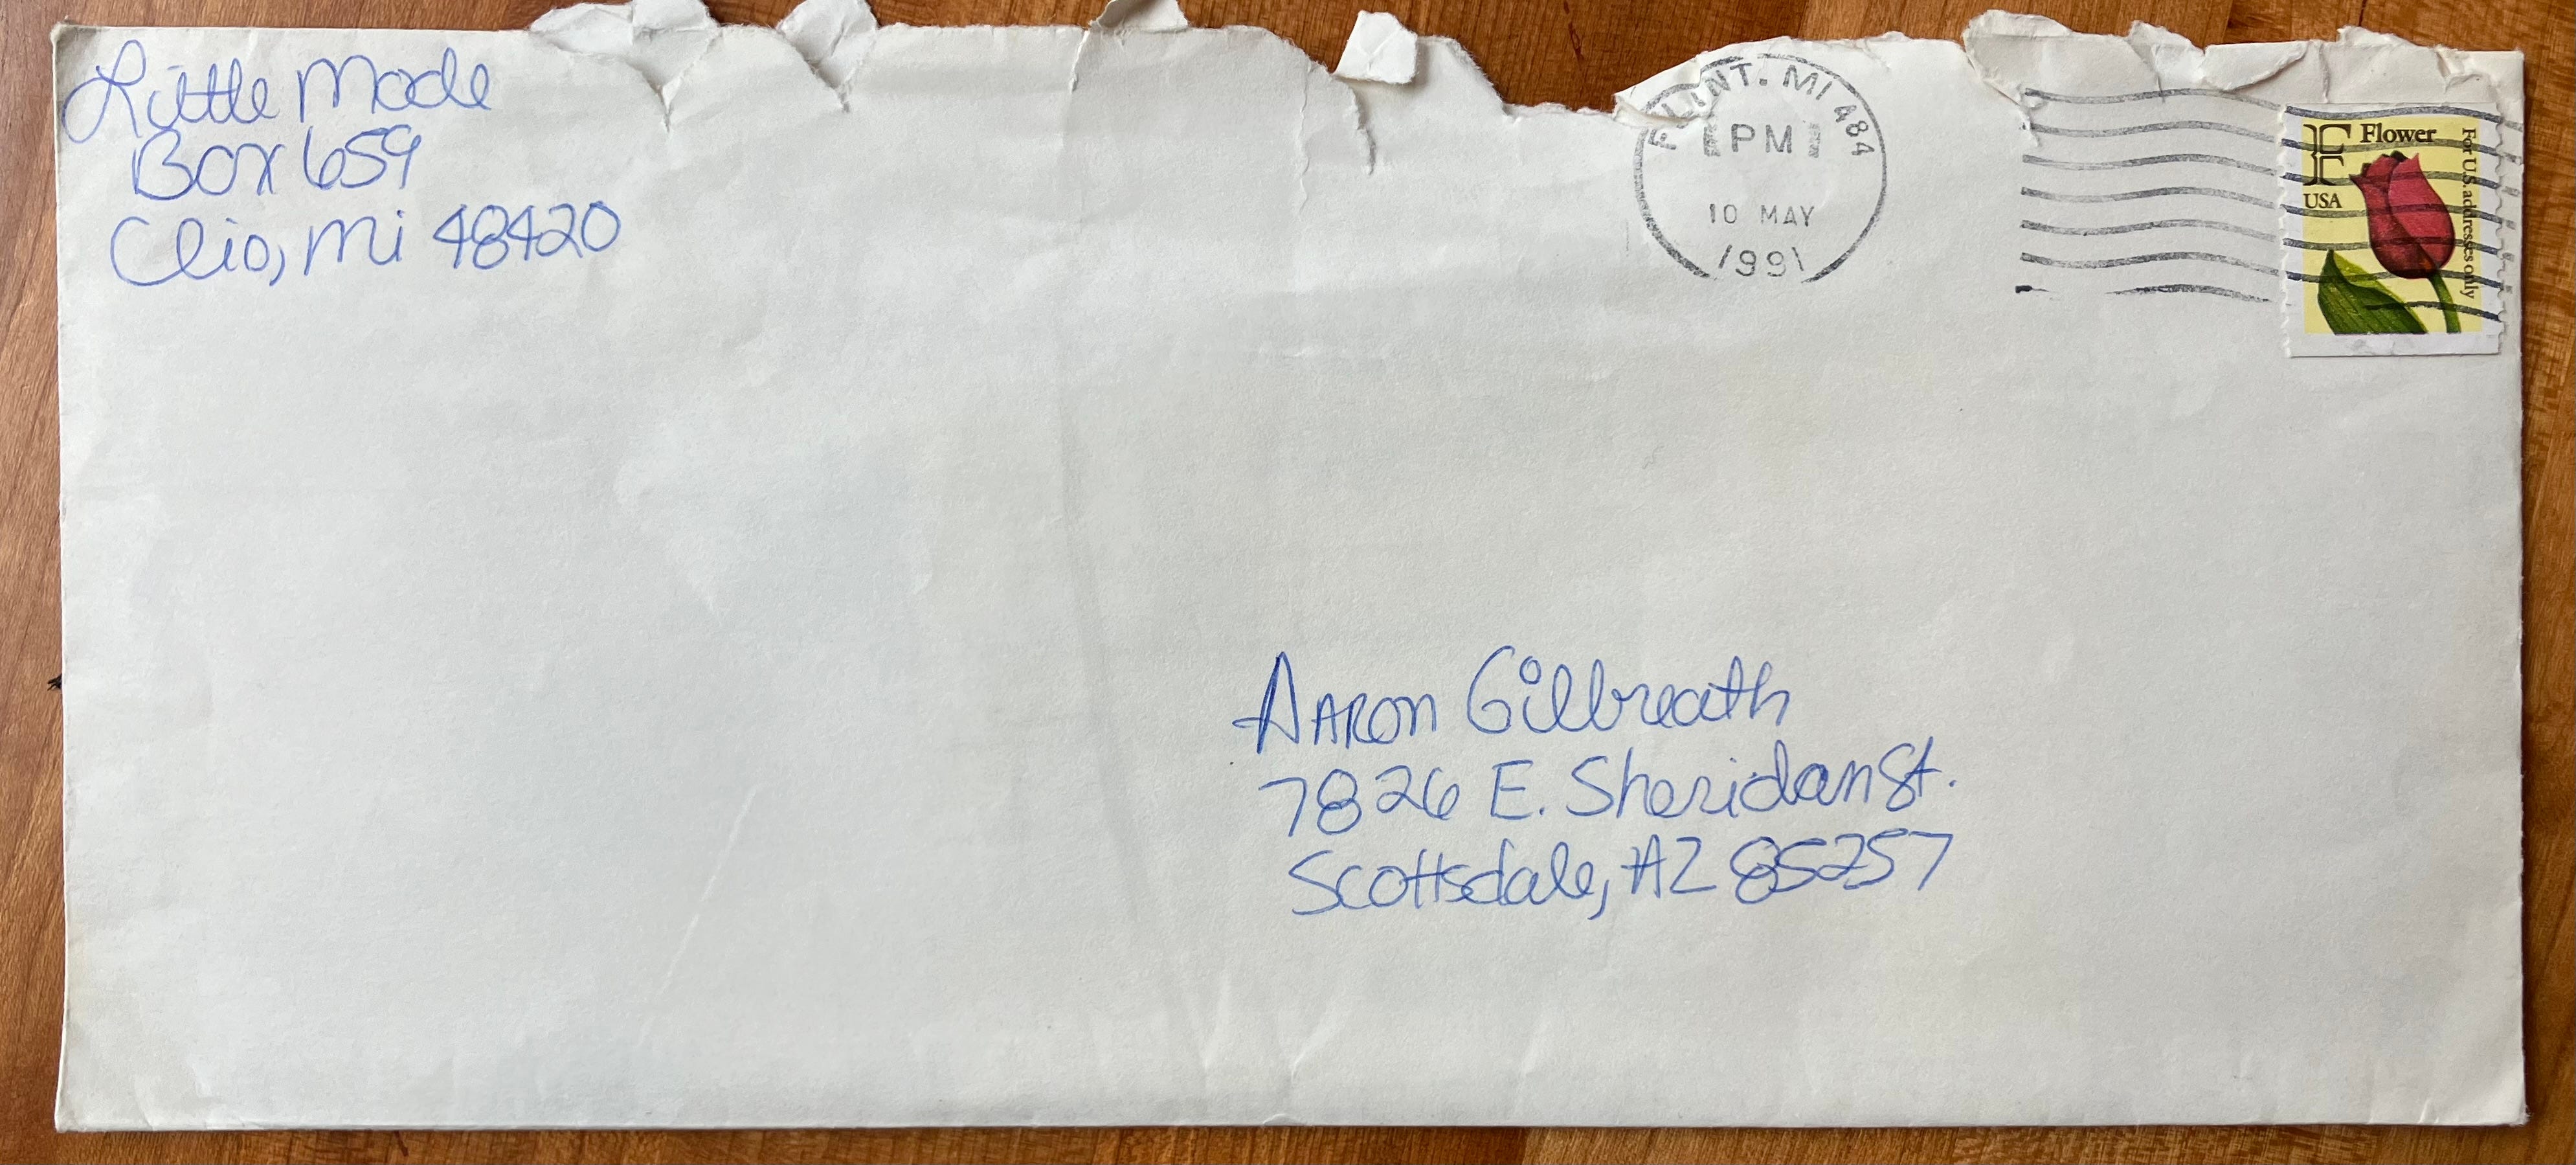 Little Mode
Box 659
Clio, Mi 48420
FLINT. MI 484
PM
10 MAY
1991
F Flower
USA
For U.S. addresses only
Aaron Gilbreath
7826 E. Sheridan St.
Scottsdale, AZ 85257